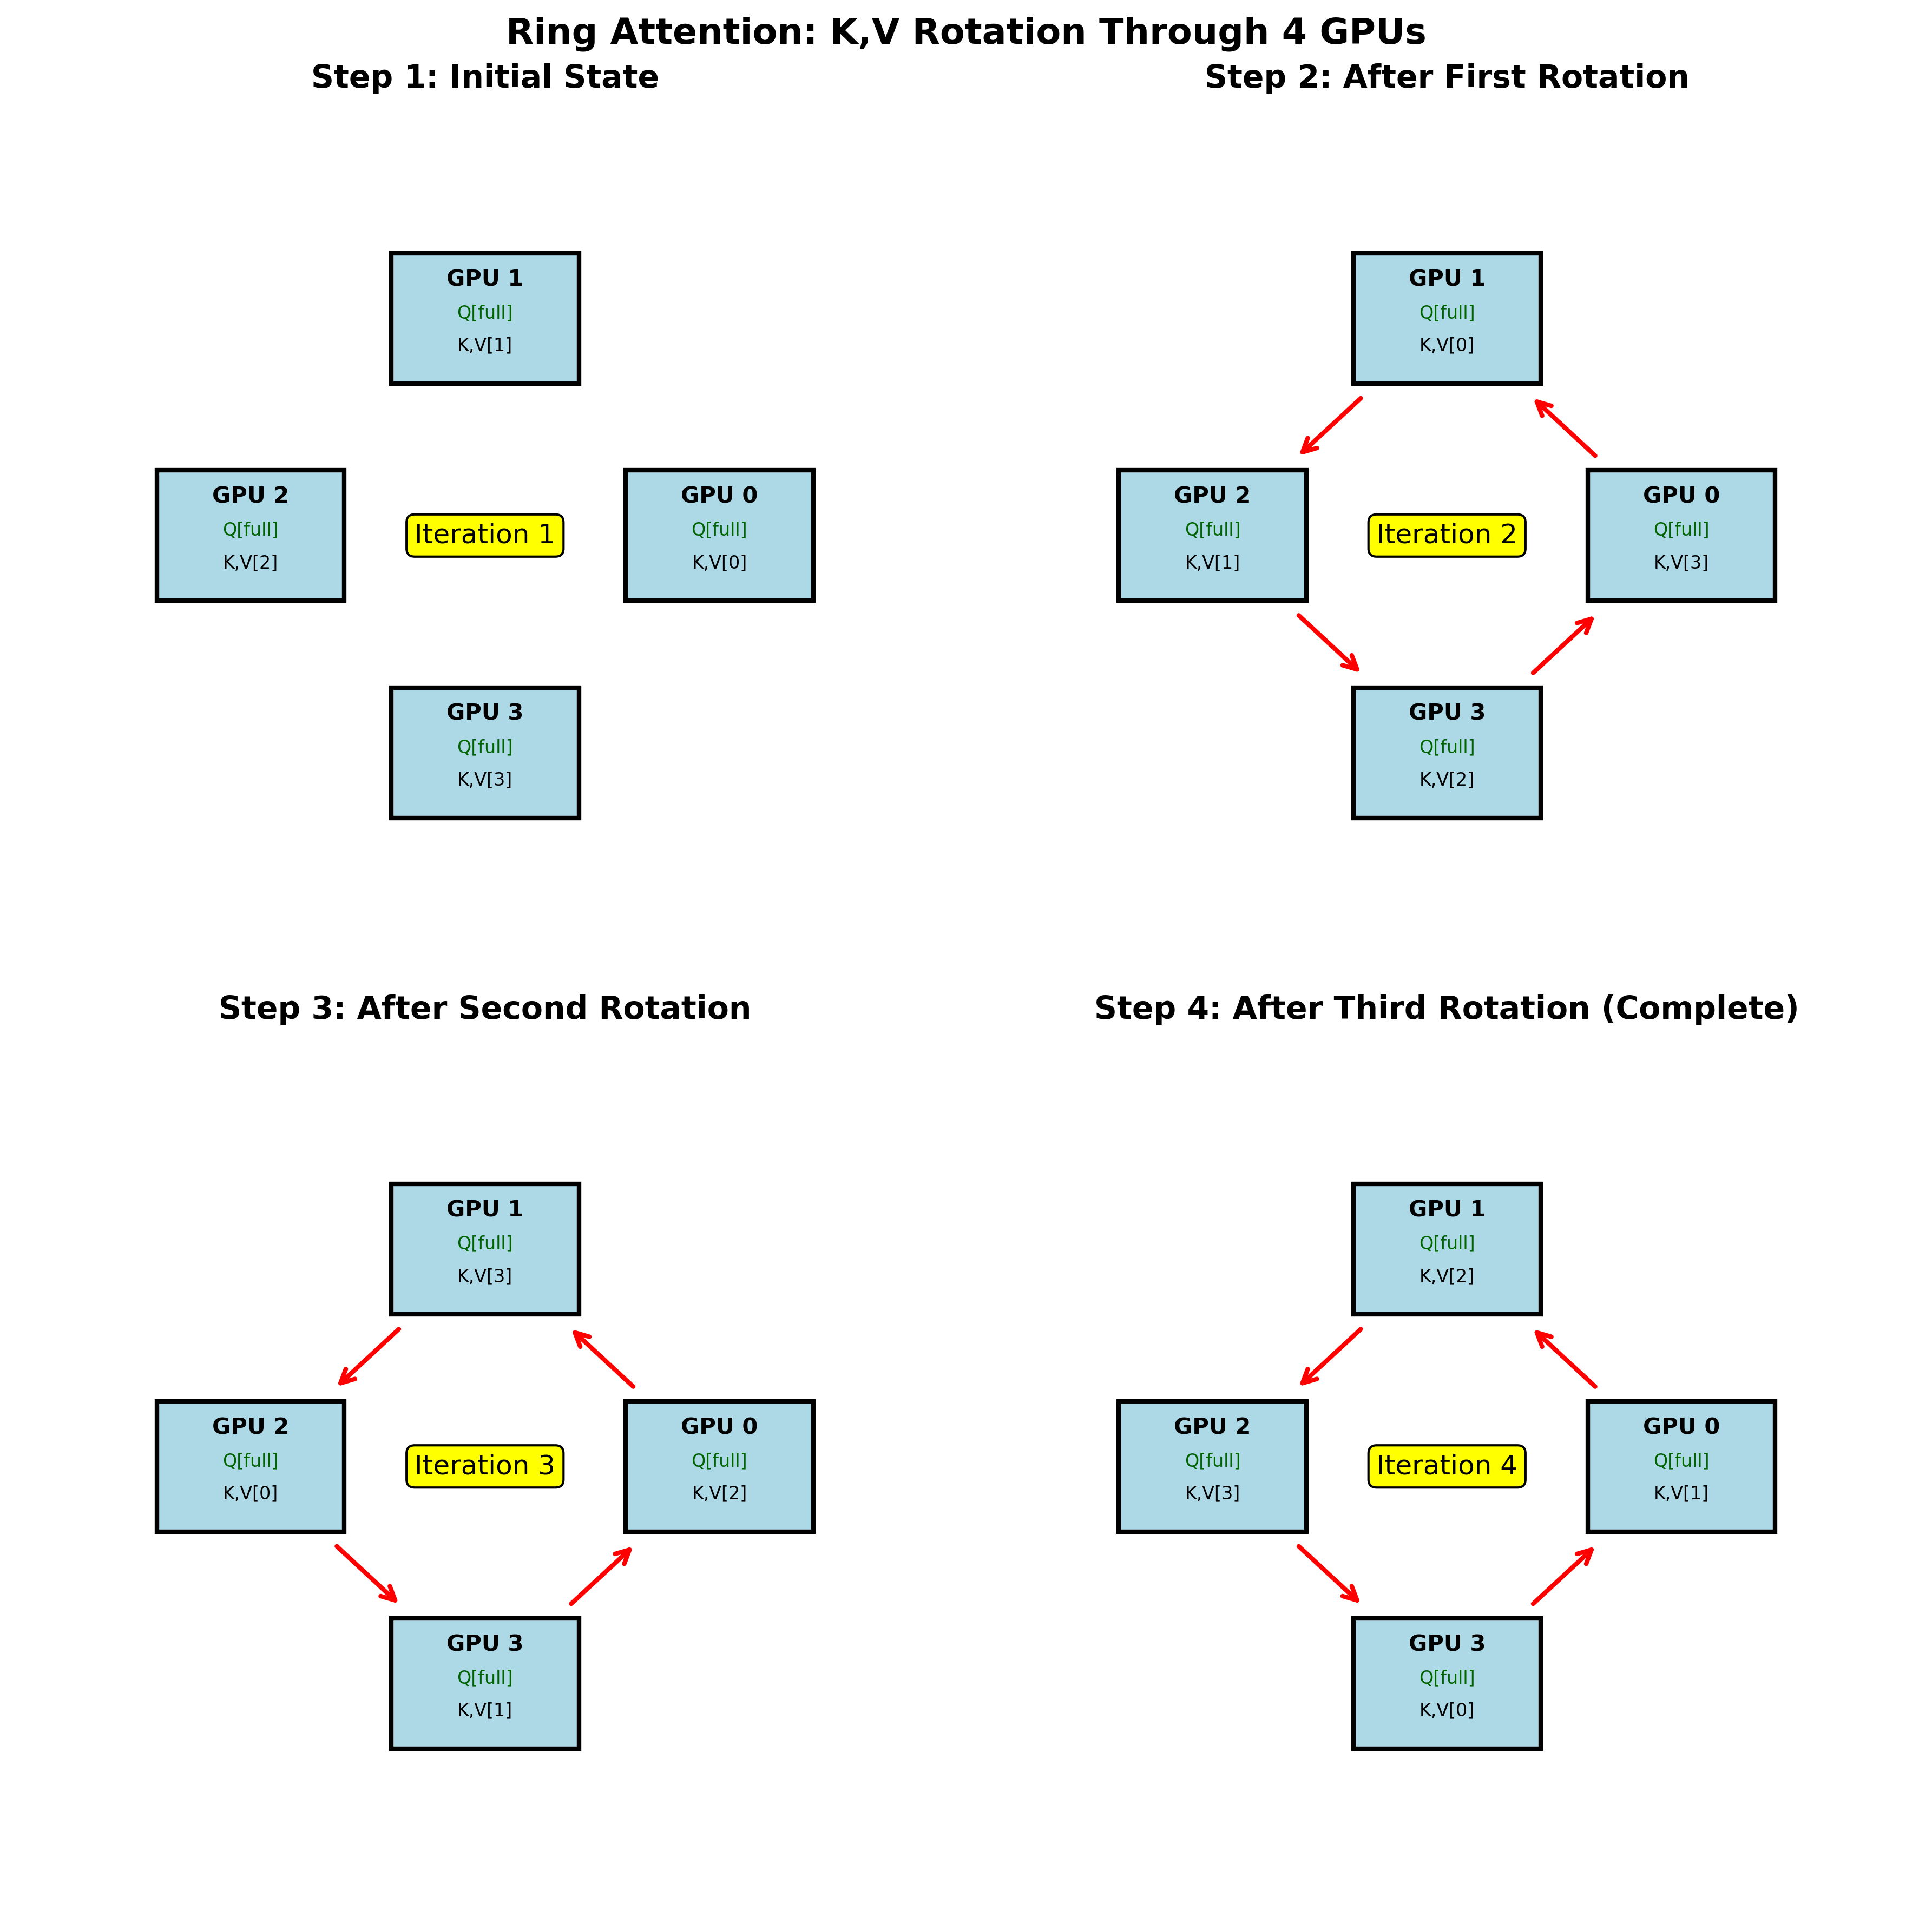 Ring Attention: K,V Rotation Through 4 GPUs
Step 1: Initial State
GPU 1
Q[full]
K,V[1]
GPU 2
Q[full]
K,V[2]
Iteration 1
GPU 0
Q[full]
K,V[0]
GPU 3
Q[full]
K,V[3]
Step 2: After First Rotation
GPU 1
Q[full]
K,V[0]
GPU 2
Q[full]
K,V[1]
Iteration 2
GPU 0
Q[full]
K,V[3]
GPU 3
Q[full]
K,V[2]
Step 3: After Second Rotation
GPU 1
Q[full]
K,V[3]
GPU 2
Q[full]
K,V[0]
Iteration 3
GPU 0
Q[full]
K,V[2]
GPU 3
Q[full]
K,V[1]
Step 4: After Third Rotation (Complete)
GPU 1
Q[full]
K,V[2]
GPU 2
Q[full]
K,V[3]
Iteration 4
GPU 0
Q[full]
K,V[1]
GPU 3
Q[full]
K,V[0]